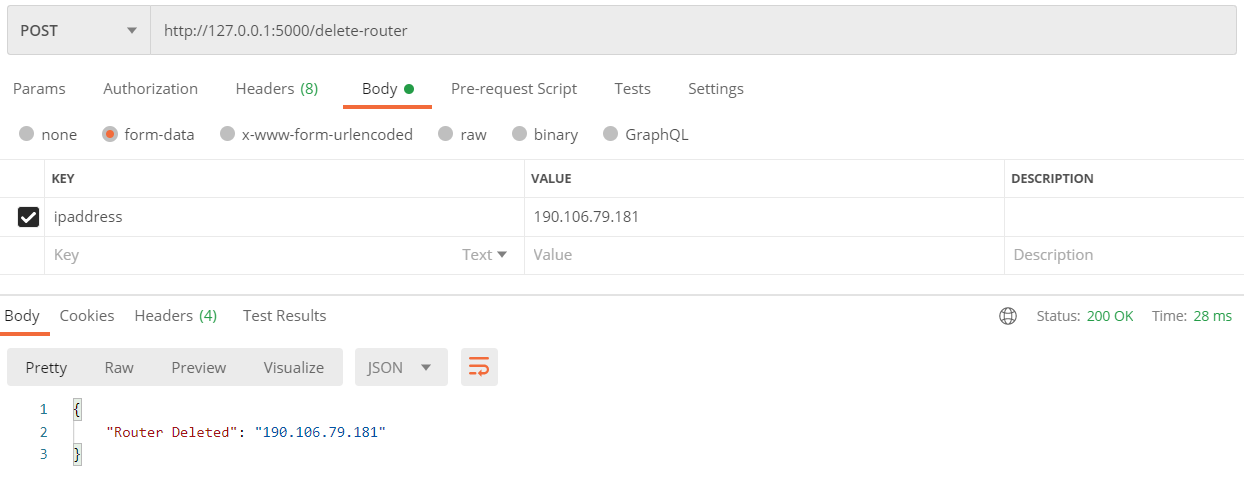 POST http://127.0.0.1:5000/delete-router
Params Authorization Headers (8) Body Pre-request Script Tests Settings
none form-data x-www-form-urlencoded raw binary GraphQL
KEY VALUE DESCRIPTION
ipaddress 190.106.79.181
Key Text Value Description
Body Cookies Headers (4) Test Results Status: 200 OK Time: 28 ms
Pretty Raw Preview Visualize JSON
1 {
2 "Router Deleted": "190.106.79.181"
3 }